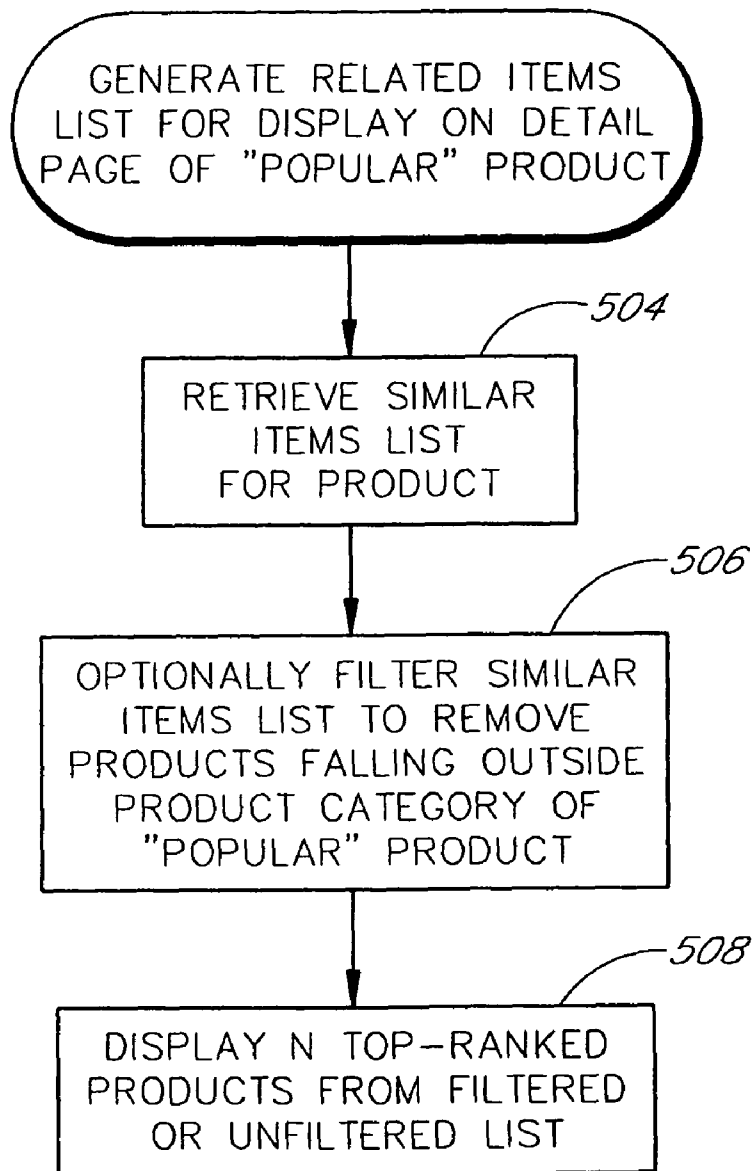 GENERATE RELATED ITEMS
LIST FOR DISPLAY ON DETAIL
PAGE OF "POPULAR" PRODUCT
504
RETRIEVE SIMILAR
ITEMS LIST
FOR PRODUCT
506
OPTIONALLY FILTER SIMILAR
ITEMS LIST TO REMOVE
PRODUCTS FALLING OUTSIDE
PRODUCT CATEGORY OF
"POPULAR" PRODUCT
508
DISPLAY N TOP-RANKED
PRODUCTS FROM FILTERED
OR UNFILTERED LIST